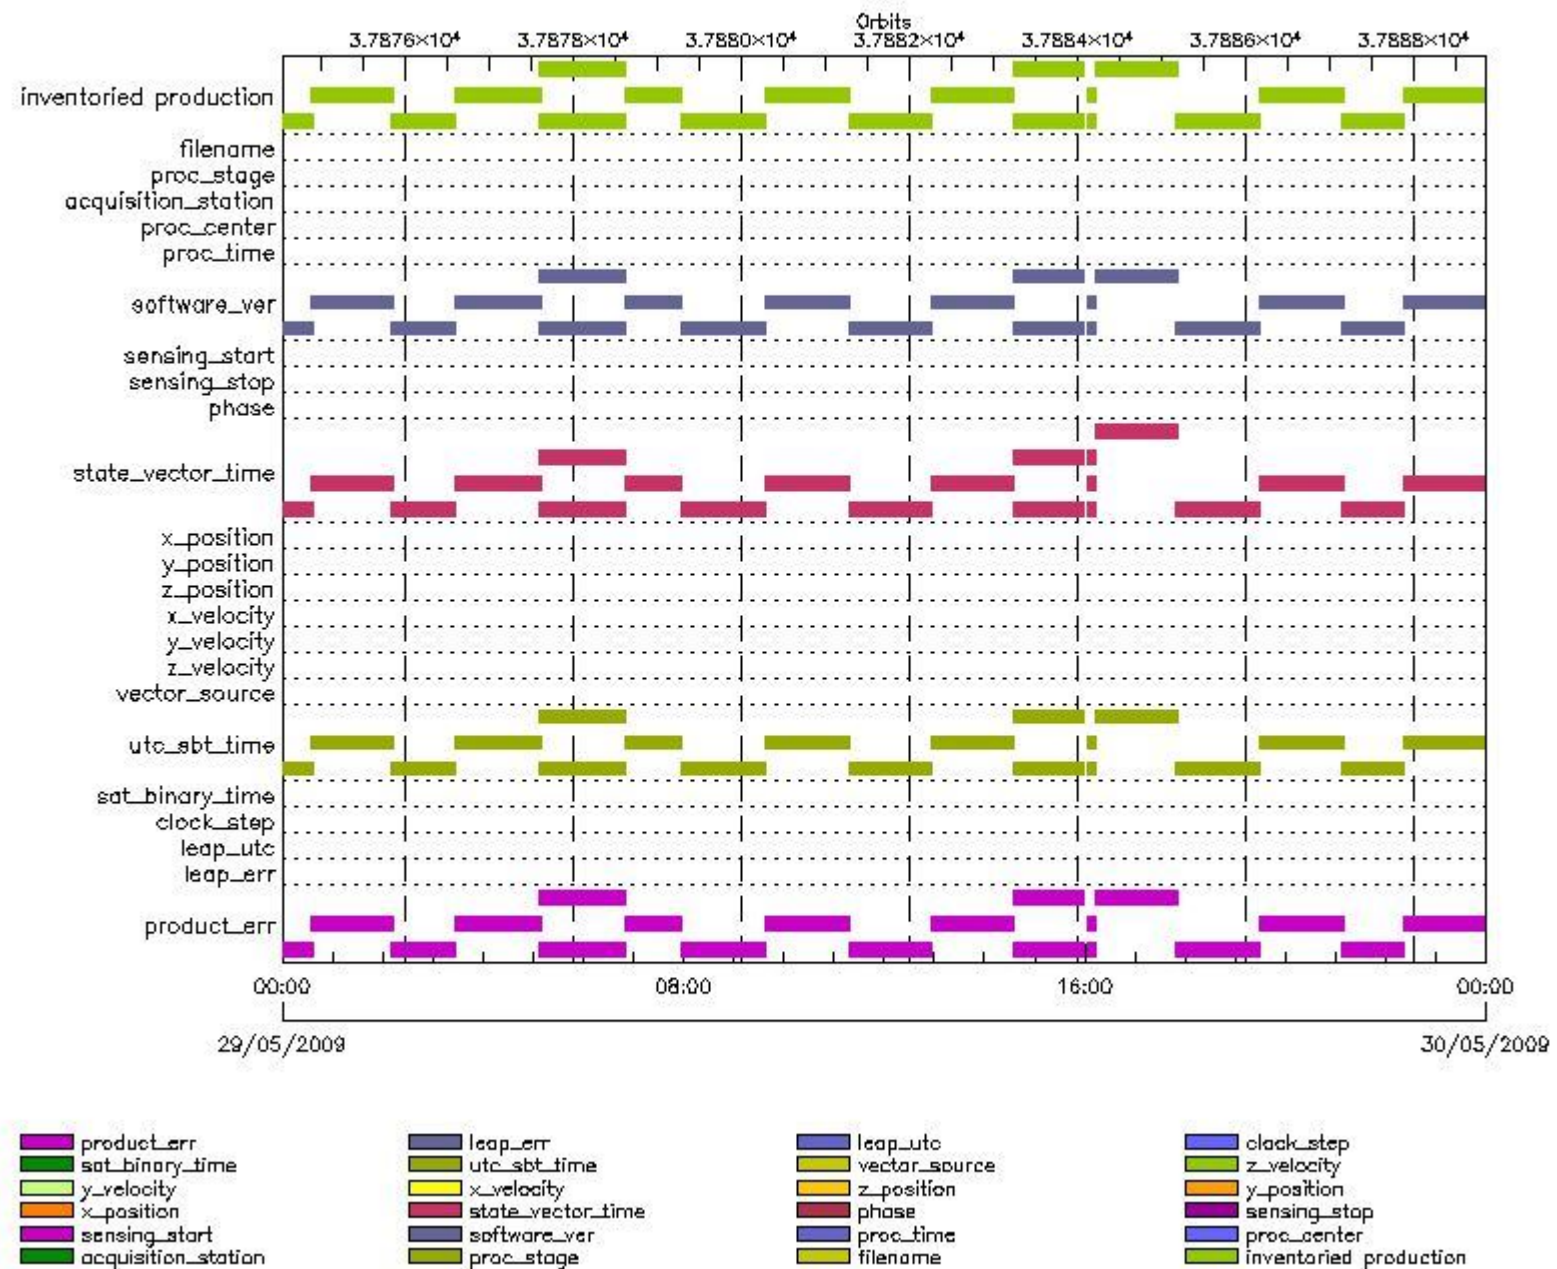 Orbits
3.7876×10⁴ 3.7878×10⁴ 3.7880×10⁴ 3.7882×10⁴ 3.7884×10⁴ 3.7886×10⁴ 3.7888×10⁴
inventoried production
filename
proc_stage
acquisition_station
proc_center
proc_time
software_ver
sensing_start
sensing_stop
phase
state_vector_time
x_position
y_position
z_position
x_velocity
y_velocity
z_velocity
vector_source
utc_sbt_time
sat_binary_time
clock_step
leap_utc
leap_err
product_err
00:00 08:00 16:00 00:00
29/05/2009 30/05/2009
product_err leap_err leap_utc clock_step
sat_binary_time utc_sbt_time vector_source z_velocity
y_velocity x_velocity z_position y_position
x_position state_vector_time phase sensing_stop
sensing_start software_ver proc_time proc_center
acquisition_station proc_stage filename inventoried production